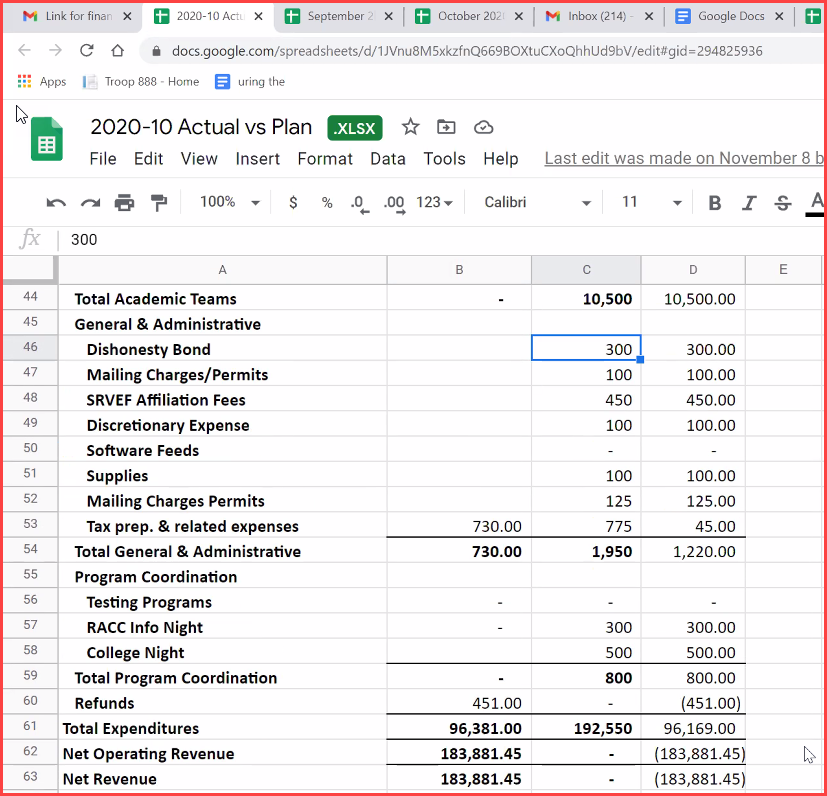 Link for finan
2020-10 Actu
September 2
October 202
Inbox (214) -
Google Doc
docs.google.com/spreadsheets/d/1JVnu8M5xkzfnQ669BOXtuCXoQhhUd9bV/edit#gid=294825936
Apps Troop 888 - Home uring the
2020-10 Actual vs Plan .XLSX
File Edit View Insert Format Data Tools Help Last edit was made on November 8 b
100% $ % .0 .00 123 Calibri 11 B I S A
fx 300
A B C D E
44 Total Academic Teams - 10,500 10,500.00
45 General & Administrative
46 Dishonesty Bond 300 300.00
47 Mailing Charges/Permits 100 100.00
48 SRVEF Affiliation Fees 450 450.00
49 Discretionary Expense 100 100.00
50 Software Feeds - -
51 Supplies 100 100.00
52 Mailing Charges Permits 125 125.00
53 Tax prep. & related expenses 730.00 775 45.00
54 Total General & Administrative 730.00 1,950 1,220.00
55 Program Coordination
56 Testing Programs - - -
57 RACC Info Night - 300 300.00
58 College Night 500 500.00
59 Total Program Coordination - 800 800.00
60 Refunds 451.00 - (451.00)
61 Total Expenditures 96,381.00 192,550 96,169.00
62 Net Operating Revenue 183,881.45 - (183,881.45)
63 Net Revenue 183,881.45 - (183,881.45)